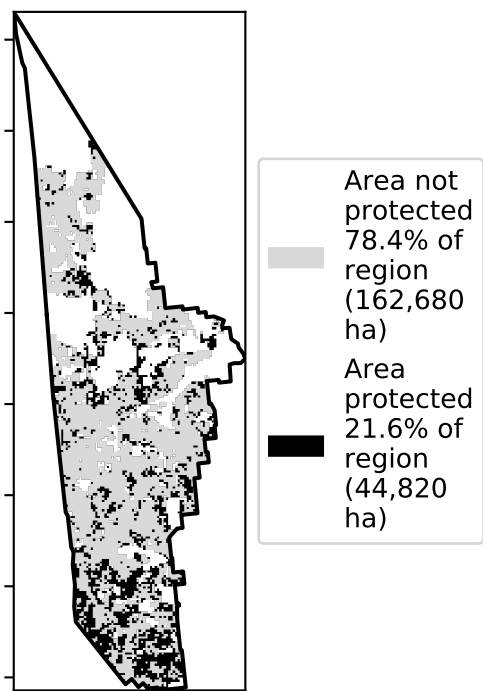 Area not
protected
78.4% of
region
(162,680
ha)
Area
protected
21.6% of
region
(44,820
ha)